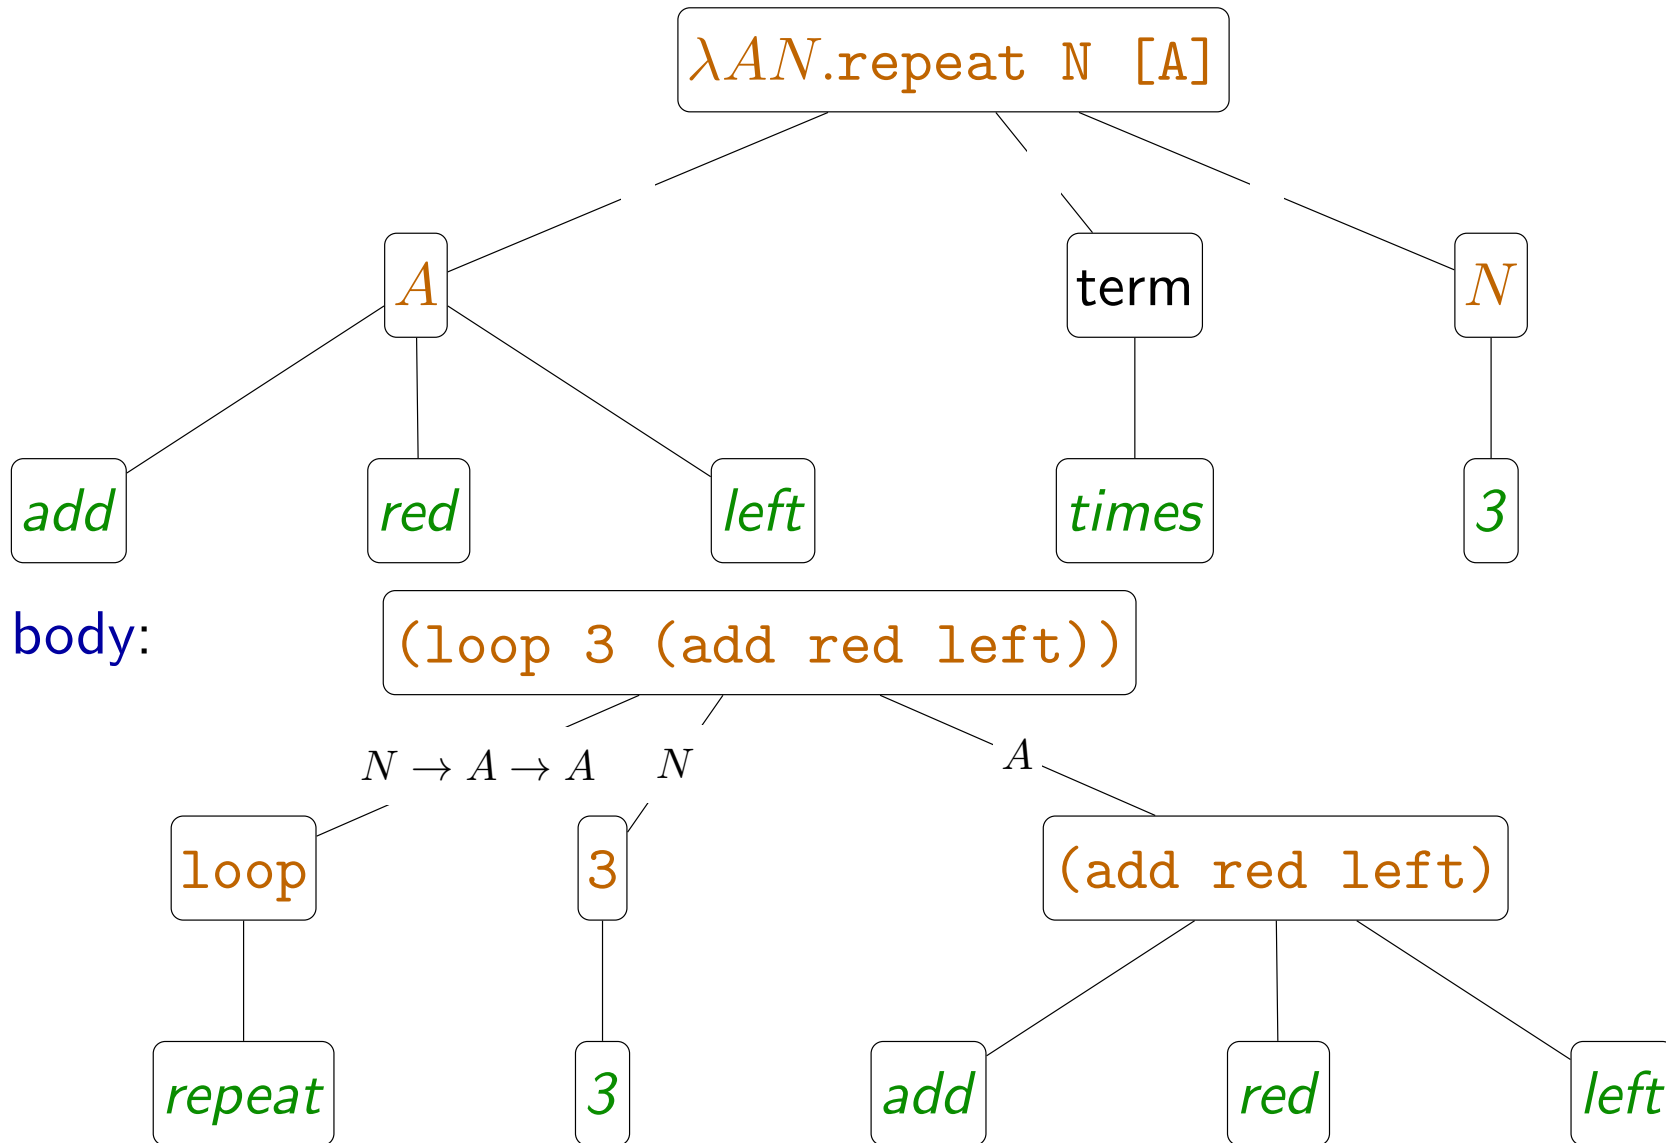 λAN.repeat N [A]
A term N
add red left times 3
body: (loop 3 (add red left))
N → A → A N A
loop 3 (add red left)
repeat 3 add red left